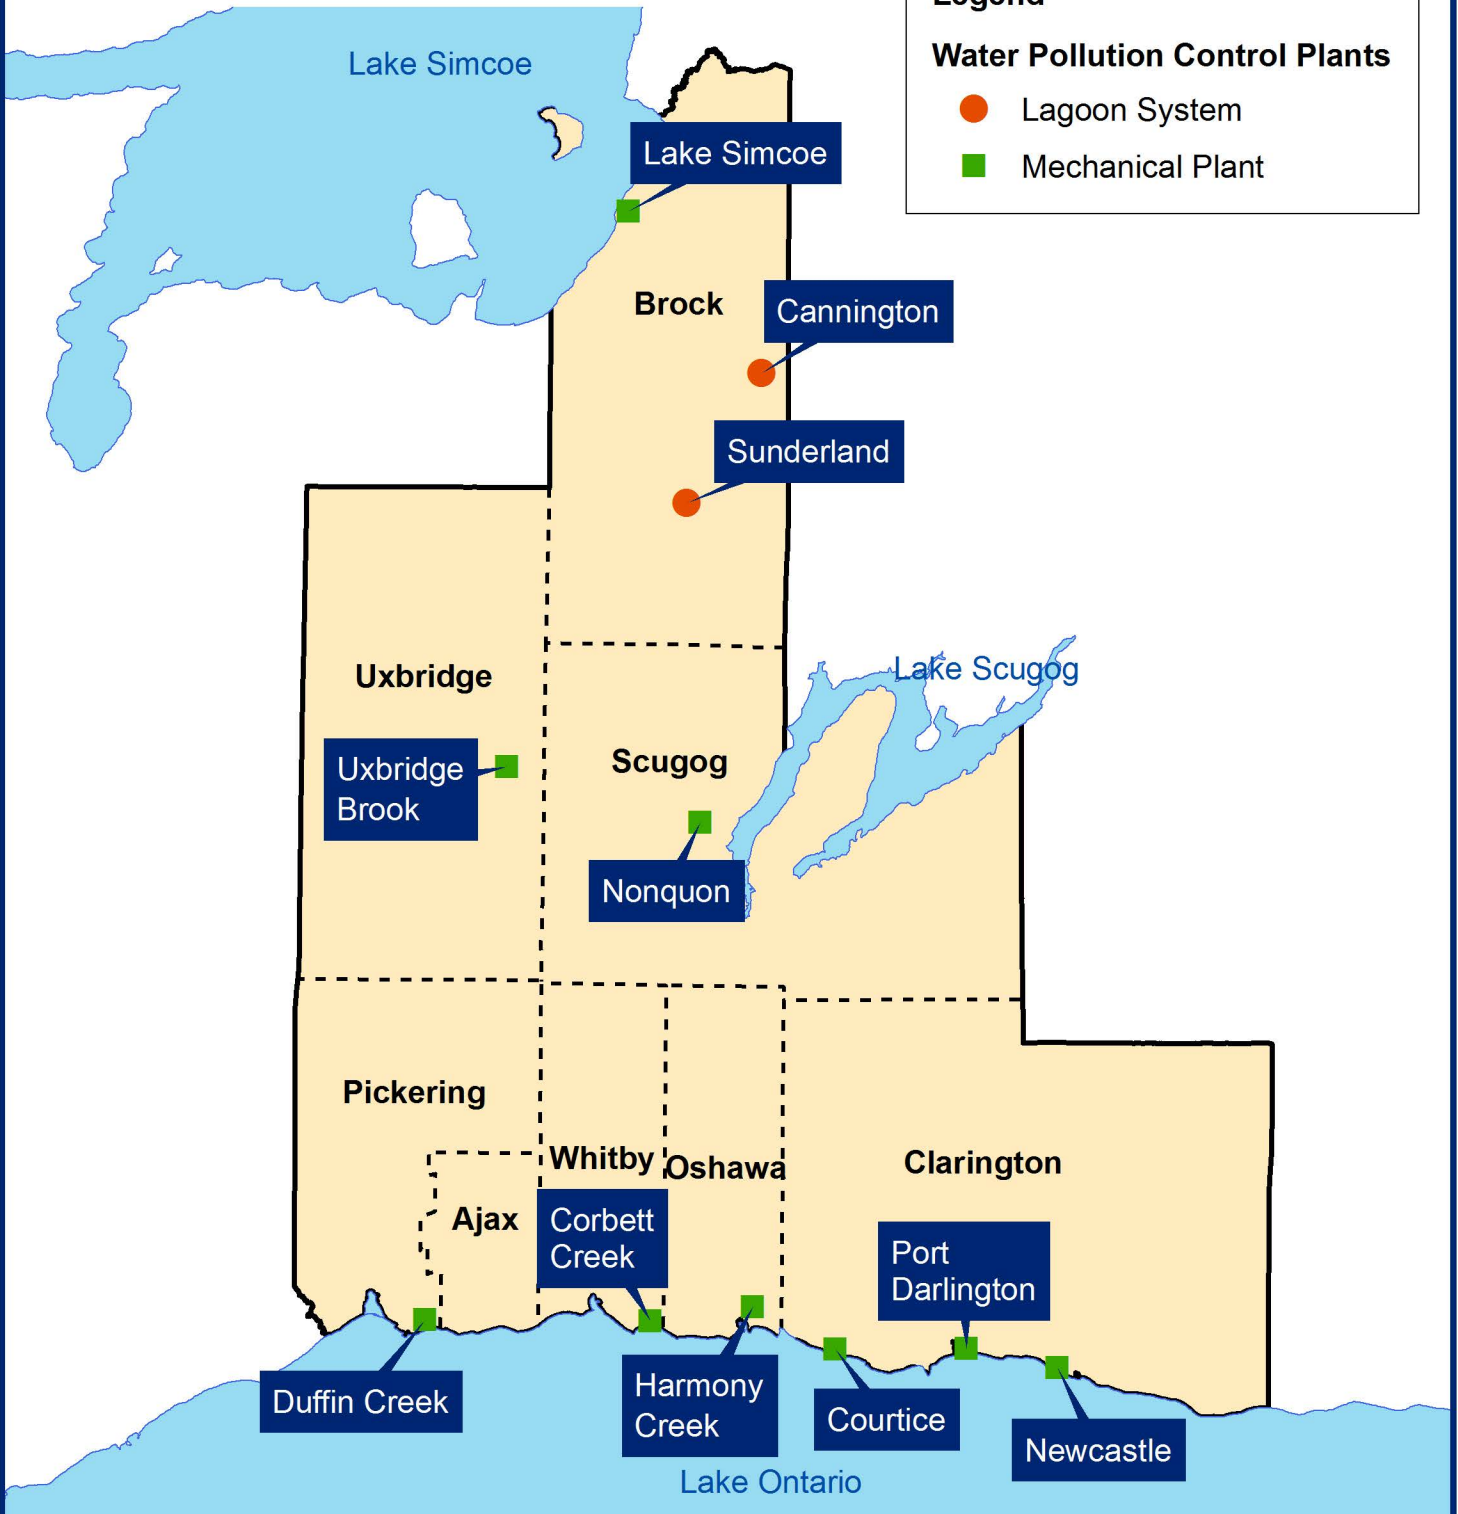 Legend
Water Pollution Control Plants
Lagoon System
Mechanical Plant
Lake Simcoe
Lake Simcoe
Brock
Cannington
Sunderland
Uxbridge
Lake Scugog
Uxbridge
Brook
Scugog
Nonquon
Pickering
Whitby
Oshawa
Clarington
Ajax
Corbett
Creek
Port
Darlington
Duffin Creek
Harmony
Creek
Courtice
Newcastle
Lake Ontario